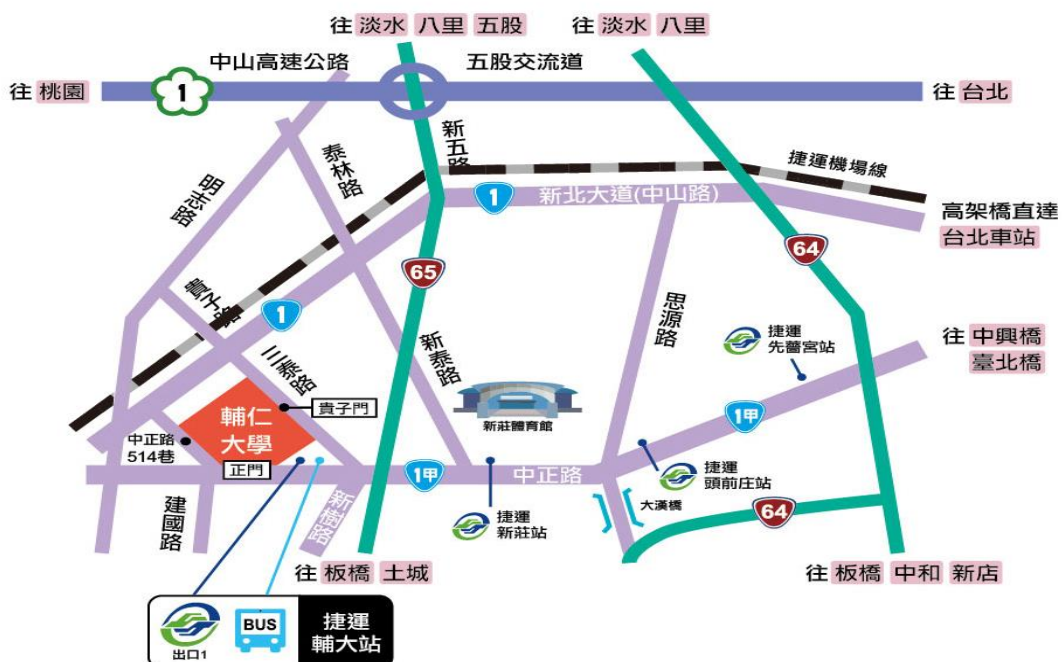 往 淡水 八里 五股
往 淡水 八里
中山高速公路
五股交流道
往 桃園
1
往 台北
新五路
泰林路
捷運機場線
明志路
1
新北大道(中山路)
高架橋直達
台北車站
65
64
貴子路
思源路
1
新泰路
三泰路
捷運
先嗇宮站
往 中興橋
臺北橋
輔仁
大學
貴子門
新莊體育館
1甲
中正路
514巷
正門
1甲
中正路
捷運
頭前庄站
大漢橋
建國路
新樹路
捷運
新莊站
64
往 板橋 土城
往 板橋 中和 新店
出口1
BUS
捷運
輔大站